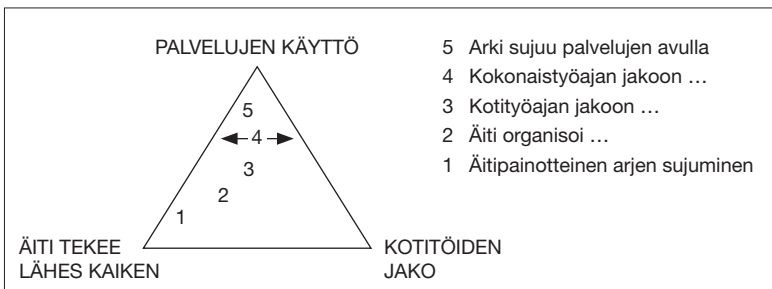 PALVELUJEN KÄYTTÖ
5
4
3
2
1
ÄITI TEKEE
LÄHES KAIKEN
KOTITÖIDEN
JAKO
5 Arki sujuu palvelujen avulla
4 Kokonaistyöajan jakoon …
3 Kotityöajan jakoon …
2 Äiti organisoi …
1 Äitipainotteinen arjen sujuminen